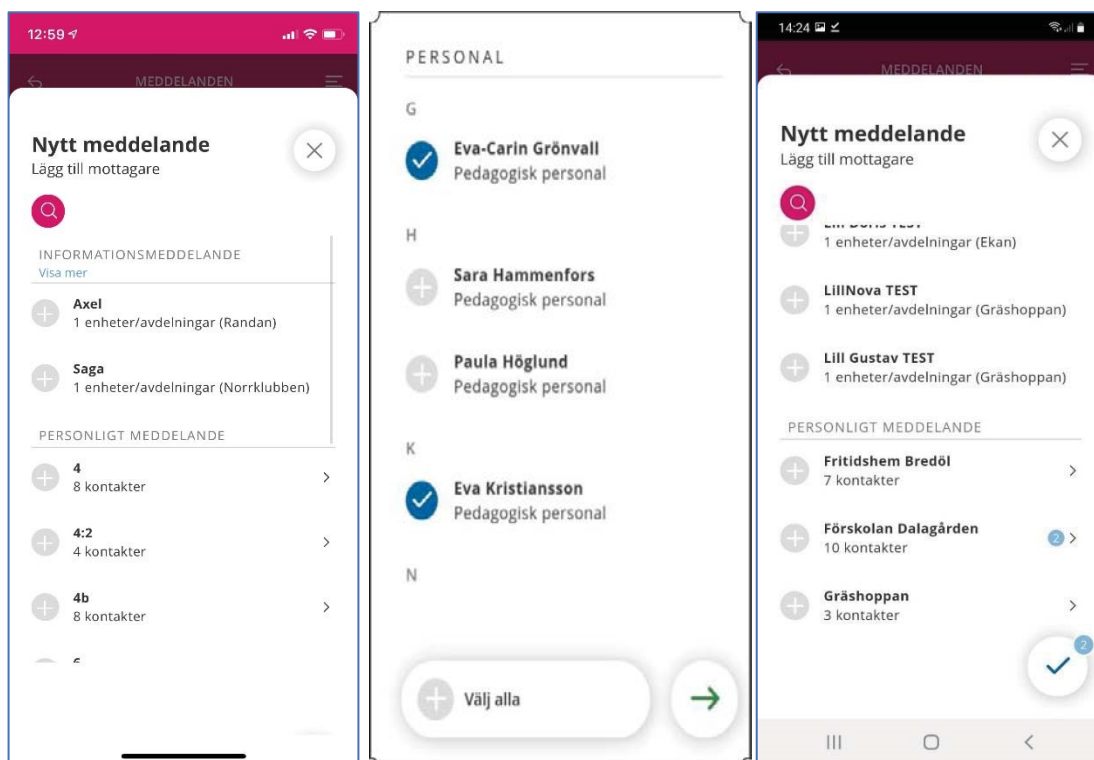 12:59
MEDDELANDEN
Nytt meddelande
Lägg till mottagare
INFORMATIONSMEDDELANDE
Visa mer
Axel
1 enheter/avdelningar (Randan)
Saga
1 enheter/avdelningar (Norrklubben)
PERSONLIGT MEDDELANDE
4
8 kontakter
4:2
4 kontakter
4b
8 kontakter
PERSONAL
G
Eva-Carin Grönvall
Pedagogisk personal
H
Sara Hammenfors
Pedagogisk personal
Paula Höglund
Pedagogisk personal
K
Eva Kristiansson
Pedagogisk personal
N
Välj alla
14:24
MEDDELANDEN
Nytt meddelande
Lägg till mottagare
1 enheter/avdelningar (Ekan)
LillNova TEST
1 enheter/avdelningar (Gräshoppan)
Lill Gustav TEST
1 enheter/avdelningar (Gräshoppan)
PERSONLIGT MEDDELANDE
Fritidshem Bredöl
7 kontakter
Förskolan Dalagården
10 kontakter
2
Gräshoppan
3 kontakter
2